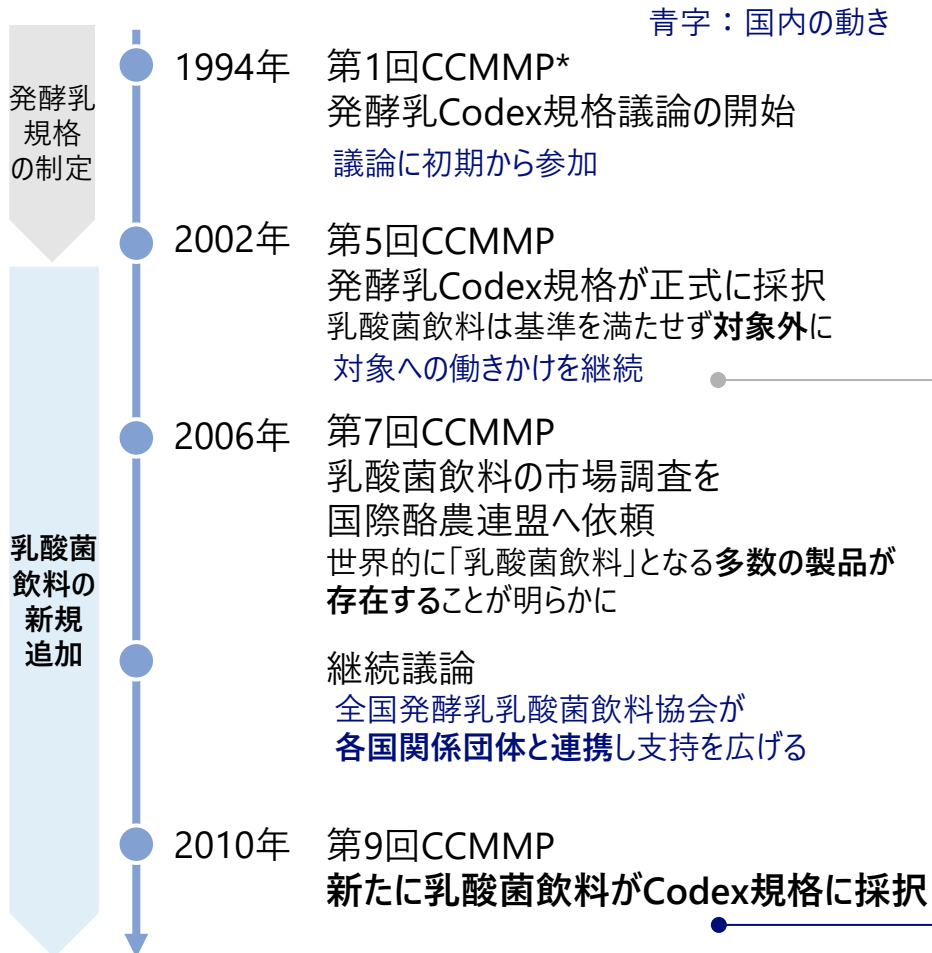 青字：国内の動き
発酵乳
規格
の制定
1994年 第1回CCMMP*
発酵乳Codex規格議論の開始
議論に初期から参加
2002年 第5回CCMMP
発酵乳Codex規格が正式に採択
乳酸菌飲料は基準を満たせず対象外に
対象への働きかけを継続
乳酸菌
飲料の
新規
追加
2006年 第7回CCMMP
乳酸菌飲料の市場調査を
国際酪農連盟へ依頼
世界的に「乳酸菌飲料」となる多数の製品が
存在することが明らかに
継続議論
全国発酵乳乳酸菌飲料協会が
各国関係団体と連携し支持を広げる
2010年 第9回CCMMP
新たに乳酸菌飲料がCodex規格に採択